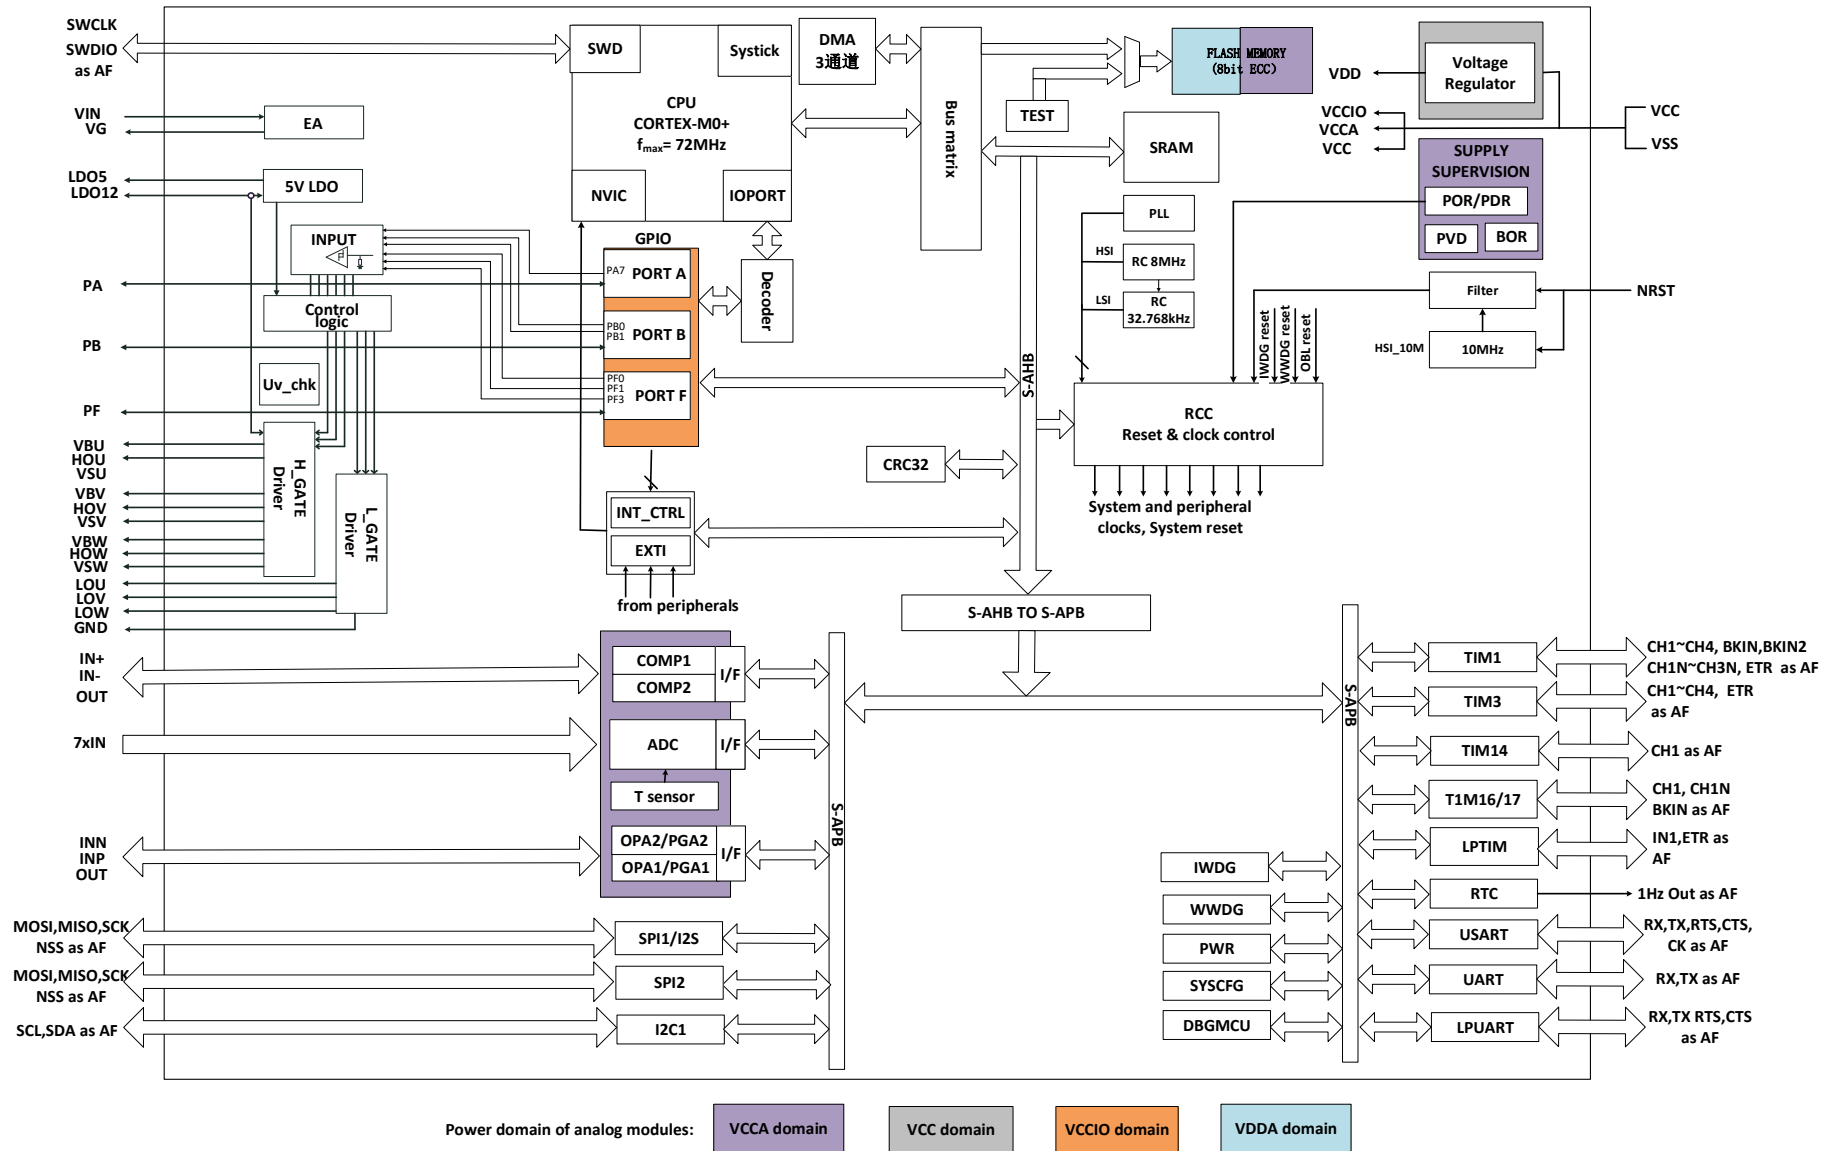 SWCLK
SWDIO
as AF
VIN
VG
LDO5
LDO12
PA
PB
PF
VBU
HOU
VSU
VBV
HOV
VSV
VBW
HOW
VSW
LOU
LOV
LOW
GND
IN+
IN-
OUT
7xIN
INN
INP
OUT
MOSI,MISO,SCK
NSS as AF
MOSI,MISO,SCK
NSS as AF
SCL,SDA as AF
EA
5V LDO
INPUT
Control
logic
Uv_chk
H_GATE
Driver
L_GATE
Driver
SWD
Systick
CPU
CORTEX-M0+
fmax= 72MHz
NVIC
IOPORT
GPIO
PA7
PORT A
PB0
PB1
PORT B
PF0
PF1
PF3
PORT F
Decoder
INT_CTRL
EXTI
from peripherals
DMA
3通道
Bus matrix
TEST
FLASH MEMORY
(8bit ECC)
SRAM
PLL
HSI
RC 8MHz
LSI
RC
32.768kHz
S-AHB
CRC32
IWDG reset
WWDG reset
OBL reset
RCC
Reset & clock control
System and peripheral
clocks, System reset
Voltage
Regulator
VDD
VCCIO
VCCA
VCC
VCC
VSS
SUPPLY
SUPERVISION
POR/PDR
PVD
BOR
Filter
NRST
HSI_10M
10MHz
S-AHB TO S-APB
COMP1
COMP2
I/F
ADC
I/F
T sensor
OPA2/PGA2
OPA1/PGA1
I/F
SPI1/I2S
SPI2
I2C1
S-APB
S-APB
IWDG
WWDG
PWR
SYSCFG
DBGMCU
TIM1
CH1~CH4, BKIN,BKIN2
CH1N~CH3N, ETR as AF
TIM3
CH1~CH4, ETR
as AF
TIM14
CH1 as AF
T1M16/17
CH1, CH1N
BKIN as AF
LPTIM
IN1,ETR as
AF
RTC
1Hz Out as AF
USART
RX,TX,RTS,CTS,
CK as AF
UART
RX,TX as AF
LPUART
RX,TX RTS,CTS
as AF
Power domain of analog modules:
VCCA domain
VCC domain
VCCIO domain
VDDA domain